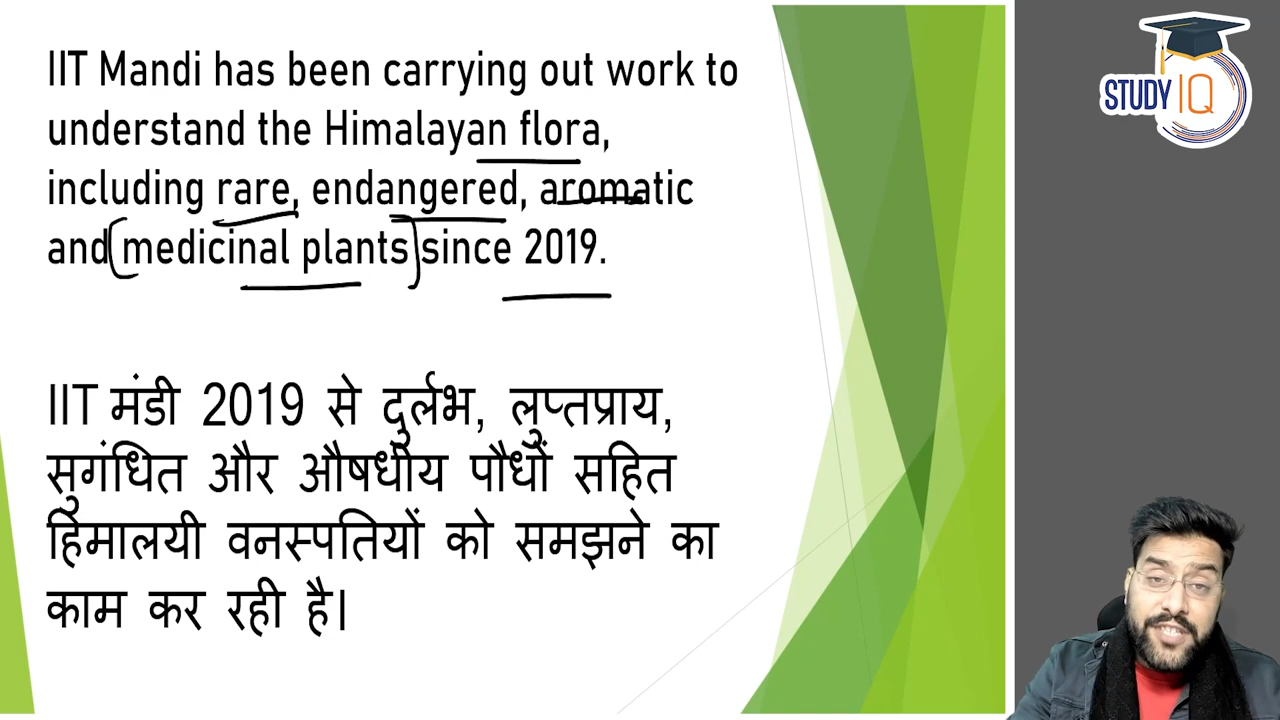 IIT Mandi has been carrying out work to
understand the Himalayan flora,
including rare, endangered, aromatic
and medicinal plants since 2019.
IIT मंडी 2019 से दुर्लभ, लुप्तप्राय,
सुगंधित और औषधीय पौधों सहित
हिमालयी वनस्पतियों को समझने का
काम कर रही है।
STUDY IQ